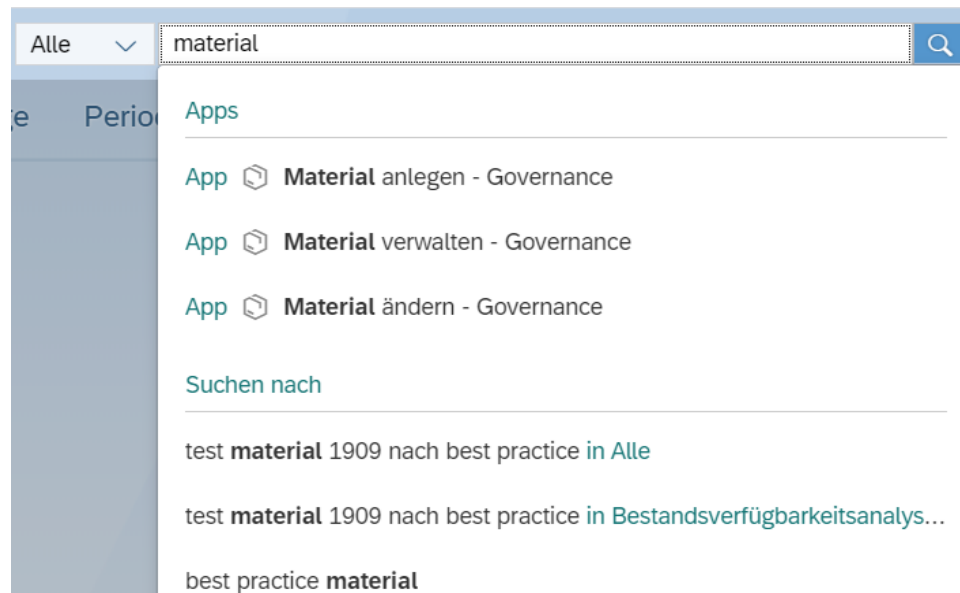 Alle material
Apps
App Material anlegen - Governance
App Material verwalten - Governance
App Material ändern - Governance
Suchen nach
test material 1909 nach best practice in Alle
test material 1909 nach best practice in Bestandsverfügbarkeitsanalys...
best practice material